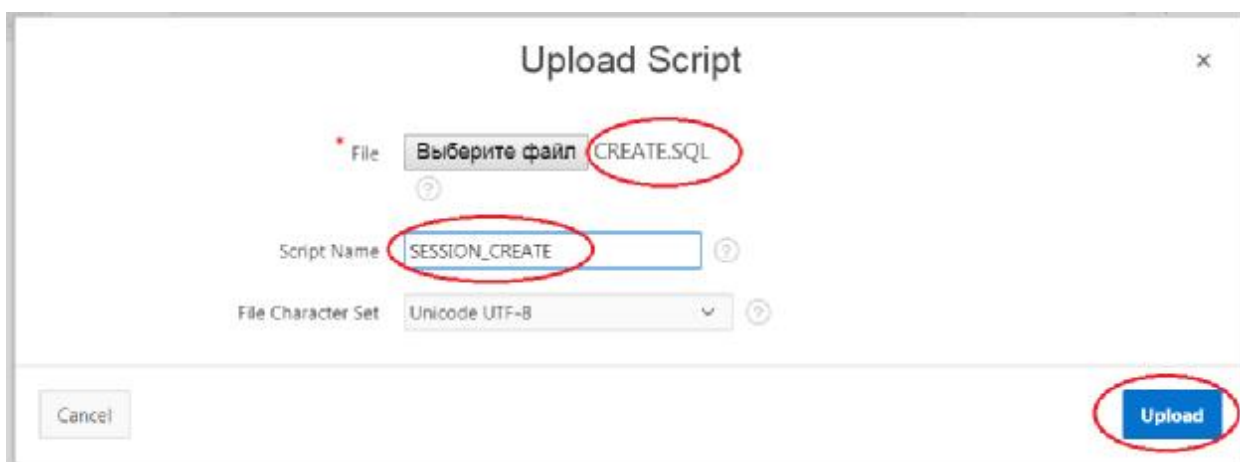 Upload Script
×
* File Выберите файл CREATE.SQL
?
Script Name SESSION_CREATE ?
File Character Set Unicode UTF-8 ?
Cancel Upload